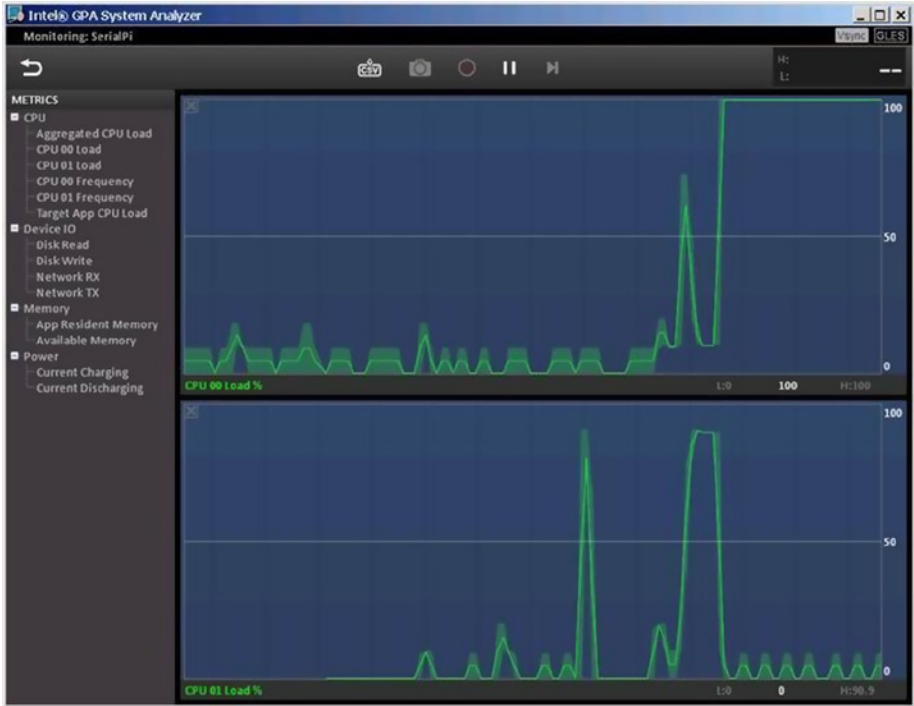 Intel® GPA System Analyzer
Monitoring: SerialPi
Vsync GLES
CSV
H:
L:
--
METRICS
CPU
Aggregated CPU Load
CPU 00 Load
CPU 01 Load
CPU 00 Frequency
CPU 01 Frequency
Target App CPU Load
Device IO
Disk Read
Disk Write
Network RX
Network TX
Memory
App Resident Memory
Available Memory
Power
Current Charging
Current Discharging
100
50
0
CPU 00 Load % L:0 100 H:100
100
50
0
CPU 01 Load % L:0 0 H:90.9